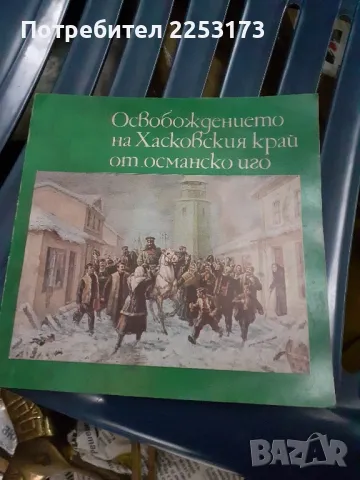 Потребител 2253173
Освобождението
на Хасковския край
от османско иго
BAZAR